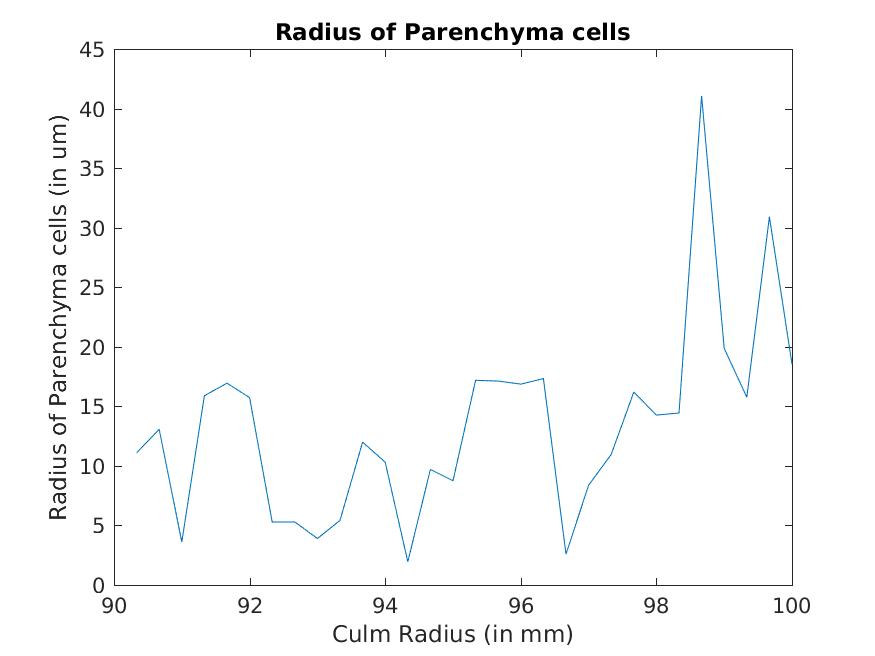 Radius of Parenchyma cells
45
40
35
30
25
20
15
10
5
0
Radius of Parenchyma cells (in um)
90 92 94 96 98 100
Culm Radius (in mm)